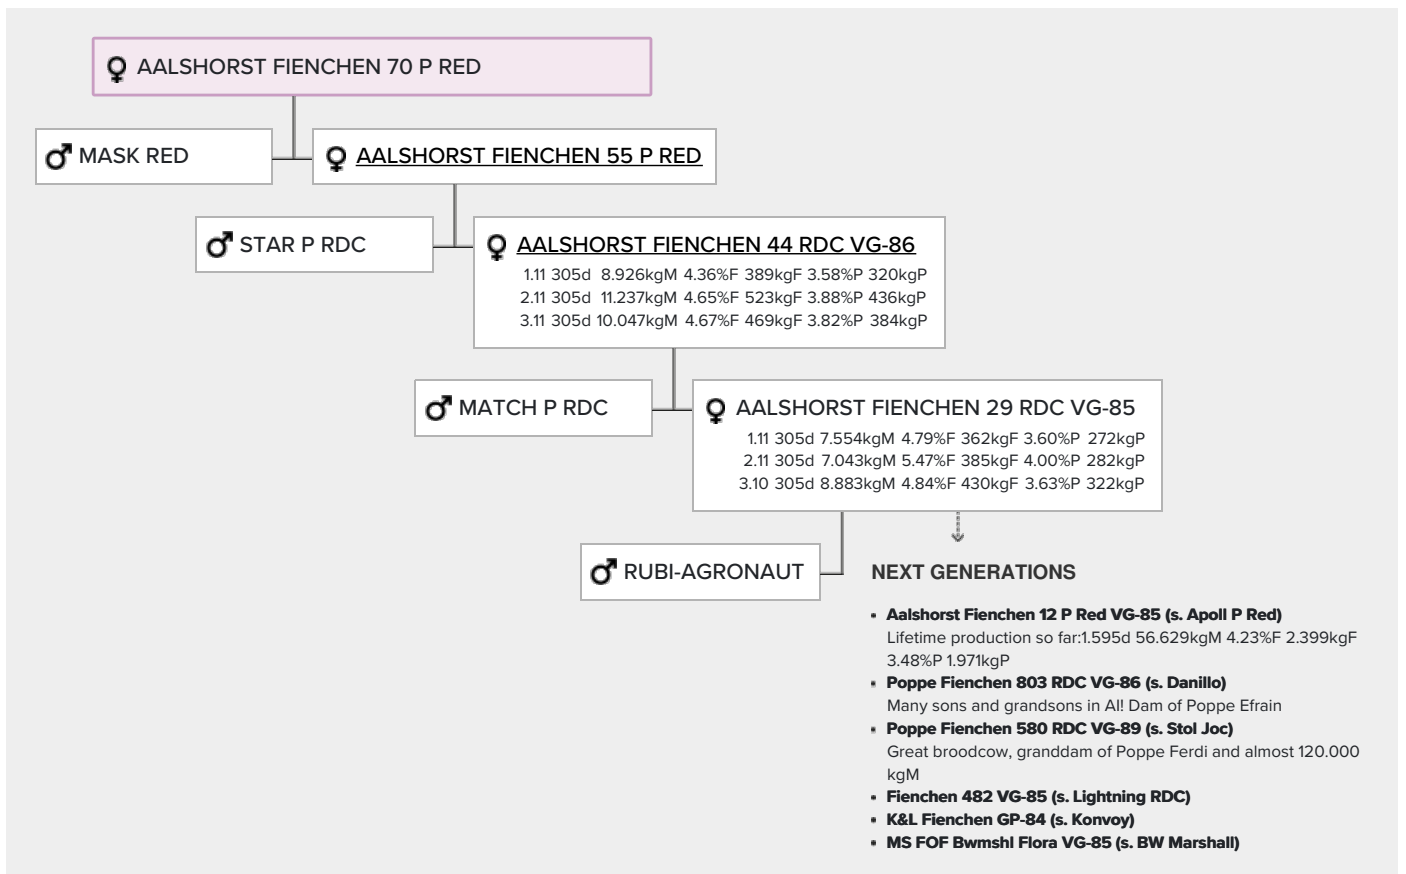 AALSHORST FIENCHEN 70 P RED
MASK RED
AALSHORST FIENCHEN 55 P RED
STAR P RDC
AALSHORST FIENCHEN 44 RDC VG-86
1.11 305d 8.926kgM 4.36%F 389kgF 3.58%P 320kgP
2.11 305d 11.237kgM 4.65%F 523kgF 3.88%P 436kgP
3.11 305d 10.047kgM 4.67%F 469kgF 3.82%P 384kgP
MATCH P RDC
AALSHORST FIENCHEN 29 RDC VG-85
1.11 305d 7.554kgM 4.79%F 362kgF 3.60%P 272kgP
2.11 305d 7.043kgM 5.47%F 385kgF 4.00%P 282kgP
3.10 305d 8.883kgM 4.84%F 430kgF 3.63%P 322kgP
RUBI-AGRONAUT
NEXT GENERATIONS
Aalshorst Fienchen 12 P Red VG-85 (s. Apoll P Red)
Lifetime production so far:1.595d 56.629kgM 4.23%F 2.399kgF
3.48%P 1.971kgP
Poppe Fienchen 803 RDC VG-86 (s. Danillo)
Many sons and grandsons in AI! Dam of Poppe Efrain
Poppe Fienchen 580 RDC VG-89 (s. Stol Joc)
Great broodcow, granddam of Poppe Ferdi and almost 120.000
kgM
Fienchen 482 VG-85 (s. Lightning RDC)
K&L Fienchen GP-84 (s. Konvoy)
MS FOF Bwmshl Flora VG-85 (s. BW Marshall)